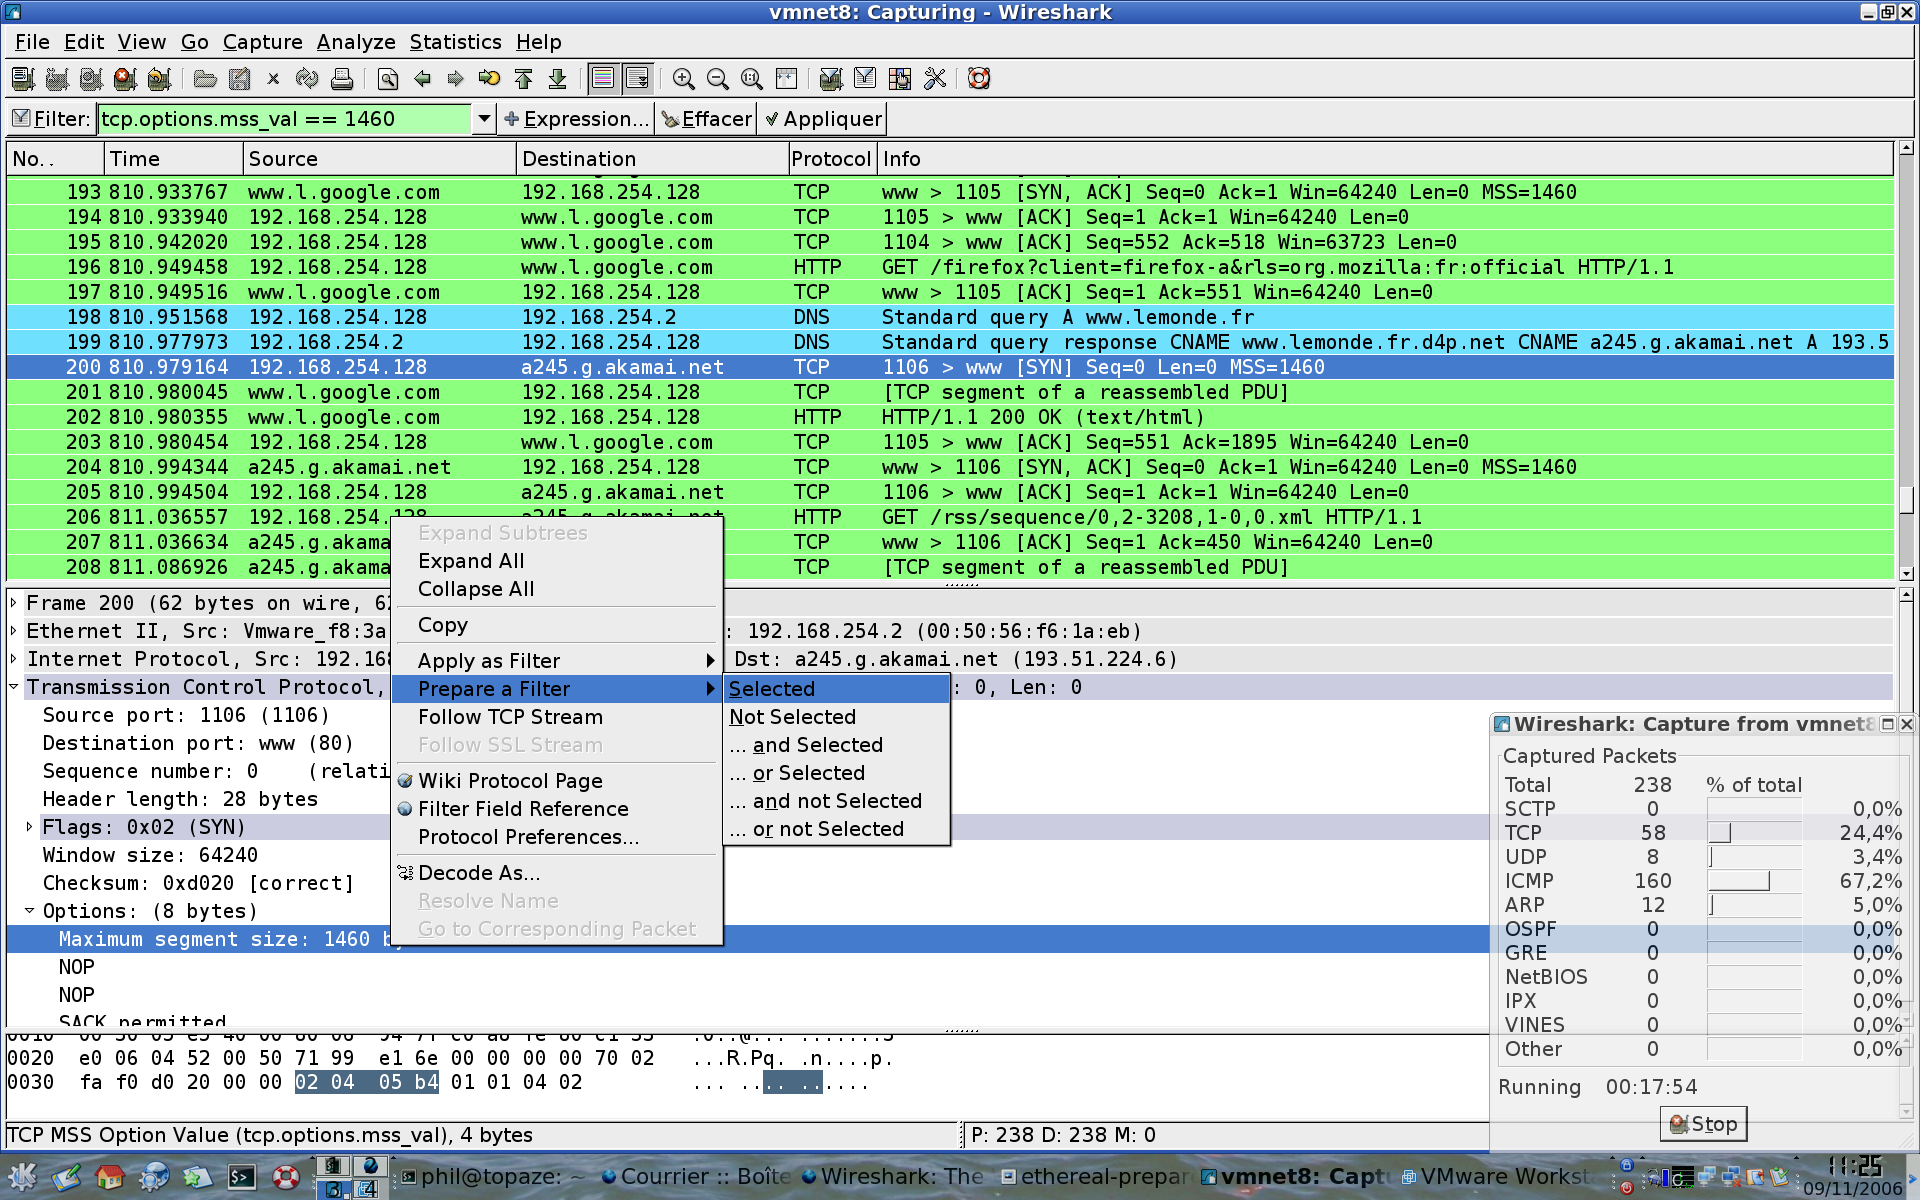 vmnet8: Capturing - Wireshark
File Edit View Go Capture Analyze Statistics Help
Filter: tcp.options.mss_val == 1460 Expression... Effacer Appliquer
No. . Time Source Destination Protocol Info
193 810.933767 www.l.google.com 192.168.254.128 TCP www > 1105 [SYN, ACK] Seq=0 Ack=1 Win=64240 Len=0 MSS=1460
194 810.933940 192.168.254.128 www.l.google.com TCP 1105 > www [ACK] Seq=1 Ack=1 Win=64240 Len=0
195 810.942020 192.168.254.128 www.l.google.com TCP 1104 > www [ACK] Seq=552 Ack=518 Win=63723 Len=0
196 810.949458 192.168.254.128 www.l.google.com HTTP GET /firefox?client=firefox-a&rls=org.mozilla:fr:official HTTP/1.1
197 810.949516 www.l.google.com 192.168.254.128 TCP www > 1105 [ACK] Seq=1 Ack=551 Win=64240 Len=0
198 810.951568 192.168.254.128 192.168.254.2 DNS Standard query A www.lemonde.fr
199 810.977973 192.168.254.2 192.168.254.128 DNS Standard query response CNAME www.lemonde.fr.d4p.net CNAME a245.g.akamai.net A 193.5
200 810.979164 192.168.254.128 a245.g.akamai.net TCP 1106 > www [SYN] Seq=0 Len=0 MSS=1460
201 810.980045 www.l.google.com 192.168.254.128 TCP [TCP segment of a reassembled PDU]
202 810.980355 www.l.google.com 192.168.254.128 HTTP HTTP/1.1 200 OK (text/html)
203 810.980454 192.168.254.128 www.l.google.com TCP 1105 > www [ACK] Seq=551 Ack=1895 Win=64240 Len=0
204 810.994344 a245.g.akamai.net 192.168.254.128 TCP www > 1106 [SYN, ACK] Seq=0 Ack=1 Win=64240 Len=0 MSS=1460
205 810.994504 192.168.254.128 a245.g.akamai.net TCP 1106 > www [ACK] Seq=1 Ack=1 Win=64240 Len=0
206 811.036557 192.168.254.128 a245.g.akamai.net HTTP GET /rss/sequence/0,2-3208,1-0,0.xml HTTP/1.1
207 811.036634 a245.g.akama TCP www > 1106 [ACK] Seq=1 Ack=450 Win=64240 Len=0
208 811.086926 a245.g.akama TCP [TCP segment of a reassembled PDU]
Expand Subtrees
Expand All
Collapse All
Copy
Apply as Filter
Prepare a Filter
Follow TCP Stream
Follow SSL Stream
Wiki Protocol Page
Filter Field Reference
Protocol Preferences...
Decode As...
Resolve Name
Go to Corresponding Packet
Selected
Not Selected
... and Selected
... or Selected
... and not Selected
... or not Selected
Frame 200 (62 bytes on wire, 62
Ethernet II, Src: Vmware_f8:3a : 192.168.254.2 (00:50:56:f6:1a:eb)
Internet Protocol, Src: 192.168 Dst: a245.g.akamai.net (193.51.224.6)
Transmission Control Protocol, : 0, Len: 0
Source port: 1106 (1106)
Destination port: www (80)
Sequence number: 0 (relati
Header length: 28 bytes
Flags: 0x02 (SYN)
Window size: 64240
Checksum: 0xd020 [correct]
Options: (8 bytes)
Maximum segment size: 1460 b
NOP
NOP
SACK permitted
0020 e0 06 04 52 00 50 71 99 e1 6e 00 00 00 00 70 02 ...R.Pq. .n....p.
0030 fa f0 d0 20 00 00 02 04 05 b4 01 01 04 02 ... .... ......
TCP MSS Option Value (tcp.options.mss_val), 4 bytes P: 238 D: 238 M: 0
Wireshark: Capture from vmnet8
Captured Packets
Total 238 % of total
SCTP 0 0,0%
TCP 58 24,4%
UDP 8 3,4%
ICMP 160 67,2%
ARP 12 5,0%
OSPF 0 0,0%
GRE 0 0,0%
NetBIOS 0 0,0%
IPX 0 0,0%
VINES 0 0,0%
Other 0 0,0%
Running 00:17:54
Stop
1 2 3 4 phil@topaze: ~ Courrier :: Boîte Wireshark: The ethereal-prepar vmnet8: Capt VMware Workst 11:25
09/11/2006